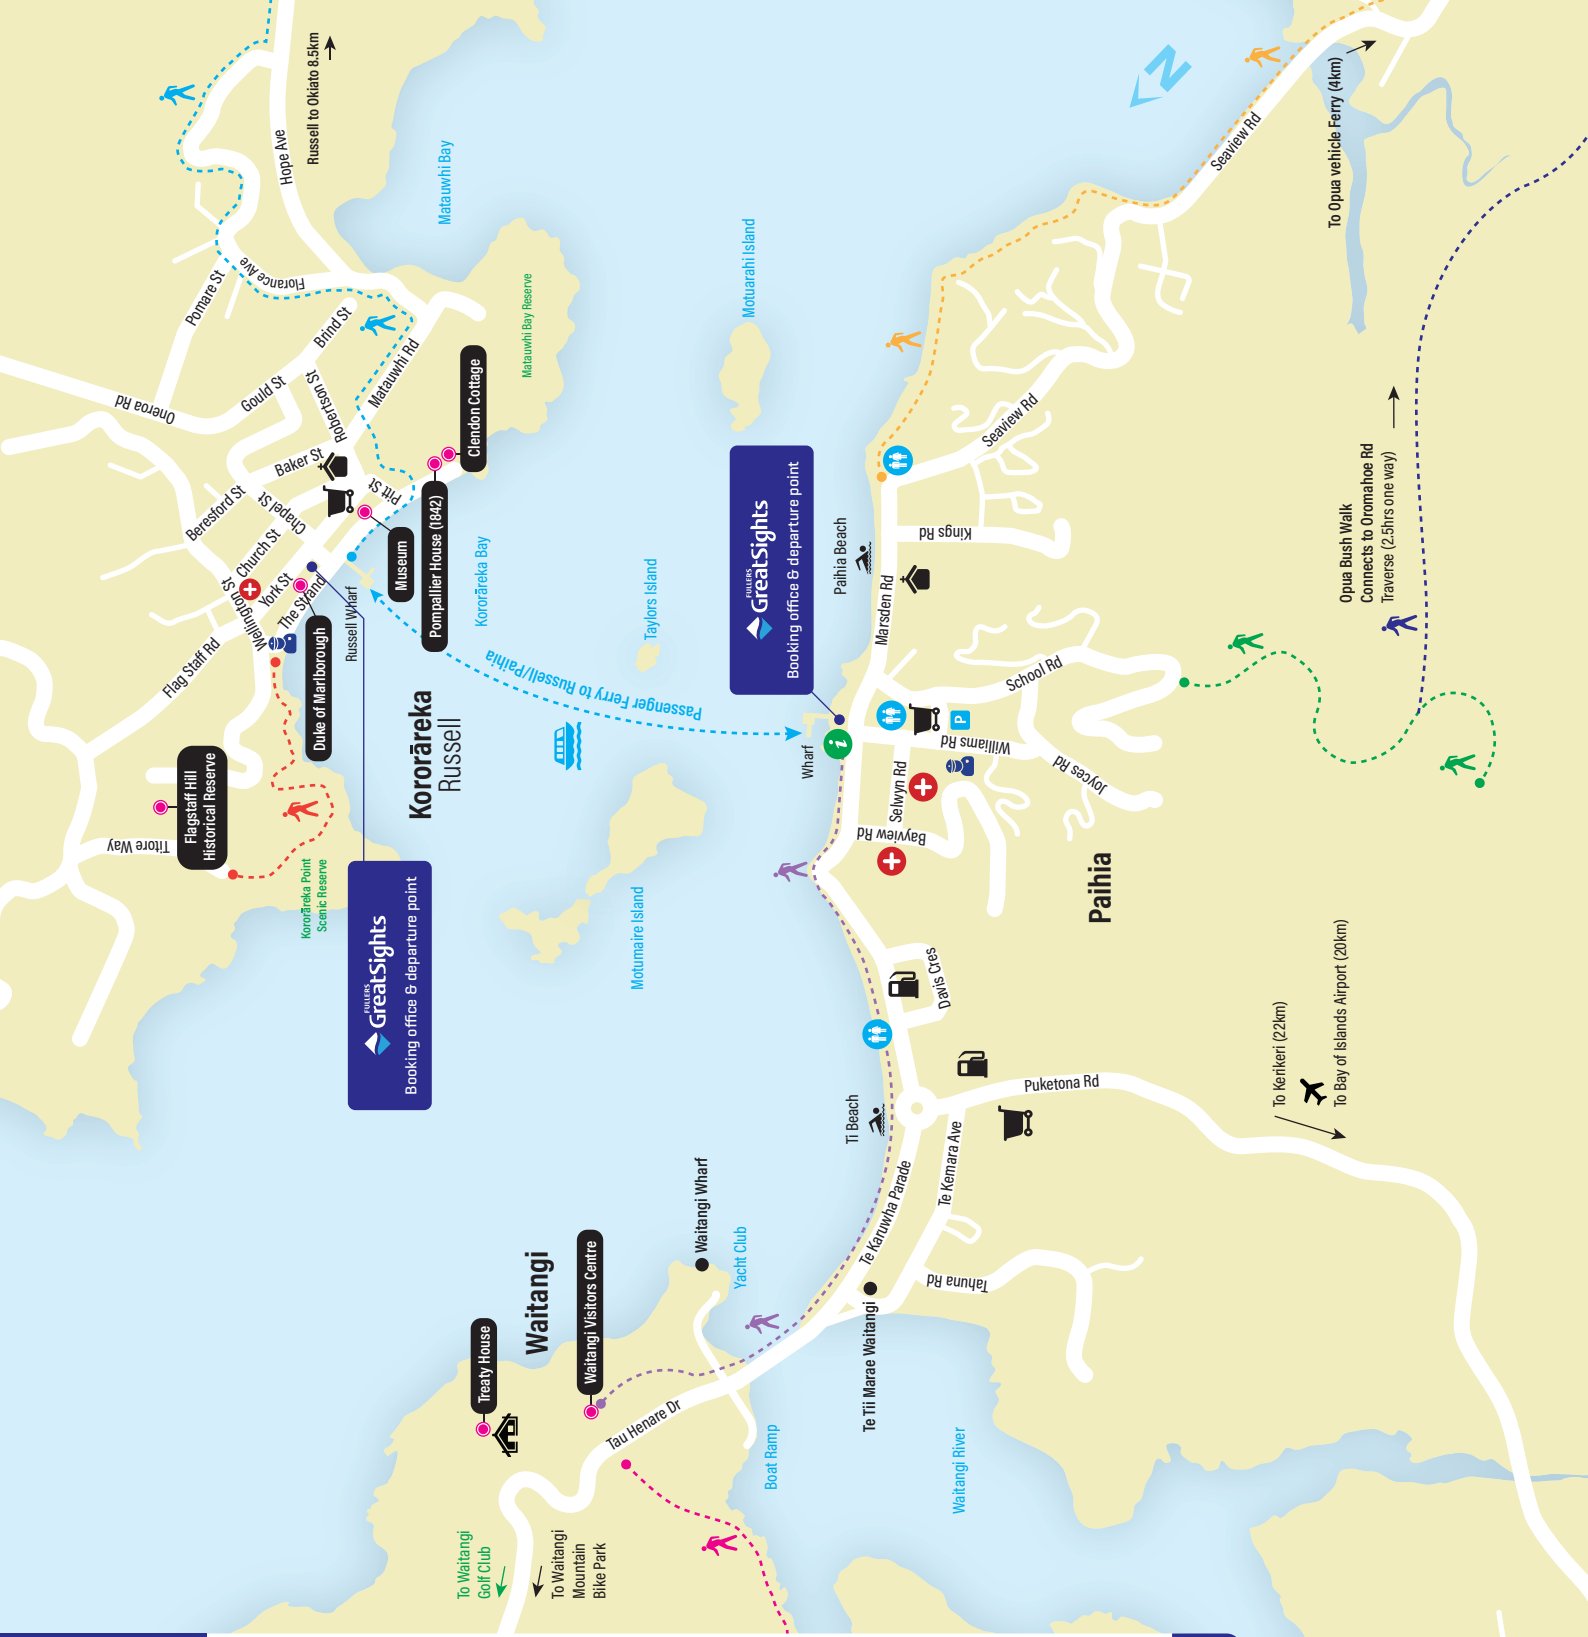 Russell to Okiato 8.5km
Hope Ave
Matauwhi Bay
N
Seaview Rd
To Opua vehicle Ferry (4km)
Pomare St
Florance Ave
Brind St
Matauwhi Rd
Oneroa Rd
Gould St
Robertson St
Baker St
Matauwhi Bay Reserve
Motuarahi Island
Clendon Cottage
Pompallier House (1842)
Pitt St
Beresford St
Chapel St
Church St
York St
The Strand
Wellington St
Museum
Russell Wharf
Kororāreka Bay
Flag Staff Rd
Duke of Marlborough
Kororāreka
Russell
Flagstaff Hill
Historical Reserve
Titore Way
Kororāreka Point
Scenic Reserve
FULLERS
GreatSights
Booking office & departure point
Passenger Ferry to Russell/Paihia
Taylors Island
Motumaire Island
FULLERS
GreatSights
Booking office & departure point
Paihia Beach
Marsden Rd
Kings Rd
Seaview Rd
Opua Bush Walk
Connects to Oromahoe Rd
Traverse (2.5hrs one way)
School Rd
Wharf
i
P
Williams Rd
Selwyn Rd
Joyces Rd
Bayview Rd
Paihia
Davis Cres
Ti Beach
Puketona Rd
To Kerikeri (22km)
To Bay of Islands Airport (20km)
Te Kemara Ave
Te Karuwha Parade
Tahuna Rd
Te Tii Marae Waitangi
Waitangi Wharf
Yacht Club
Waitangi
Waitangi Visitors Centre
Treaty House
Tau Henare Dr
Boat Ramp
Waitangi River
To Waitangi
Golf Club
To Waitangi
Mountain
Bike Park